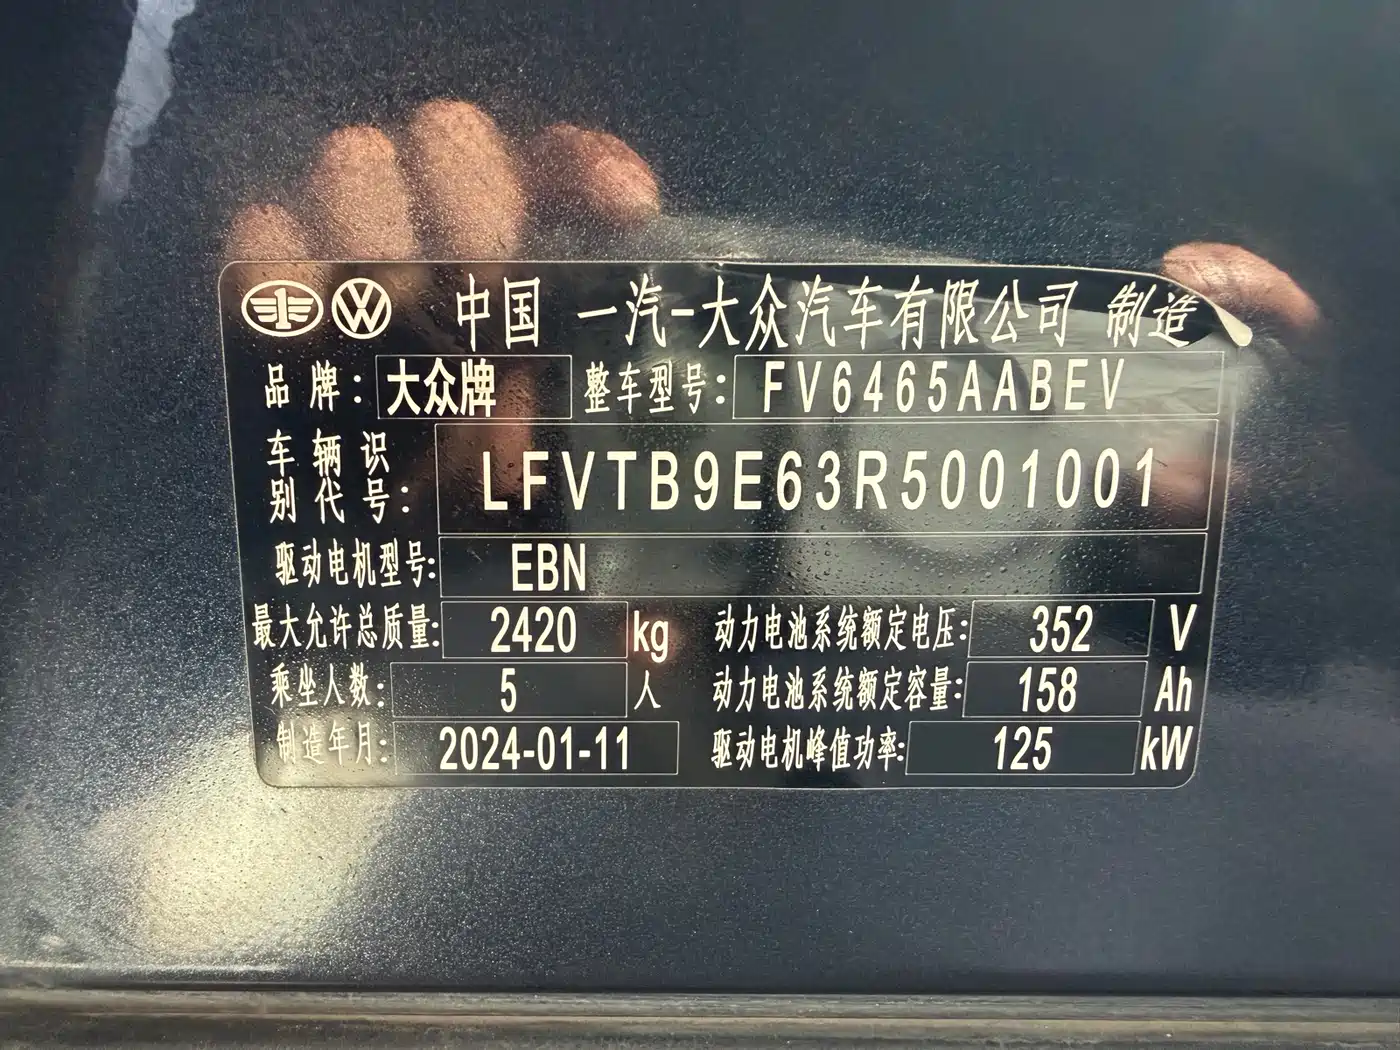 中国 一汽-大众汽车有限公司 制造
品牌：大众牌 整车型号：FV6465AABEV
车辆识别代号：LFVTB9E63R5001001
驱动电机型号：EBN
最大允许总质量：2420 kg 动力电池系统额定电压：352 V
乘坐人数：5 人 动力电池系统额定容量：158 Ah
制造年月：2024-01-11 驱动电机峰值功率：125 kW